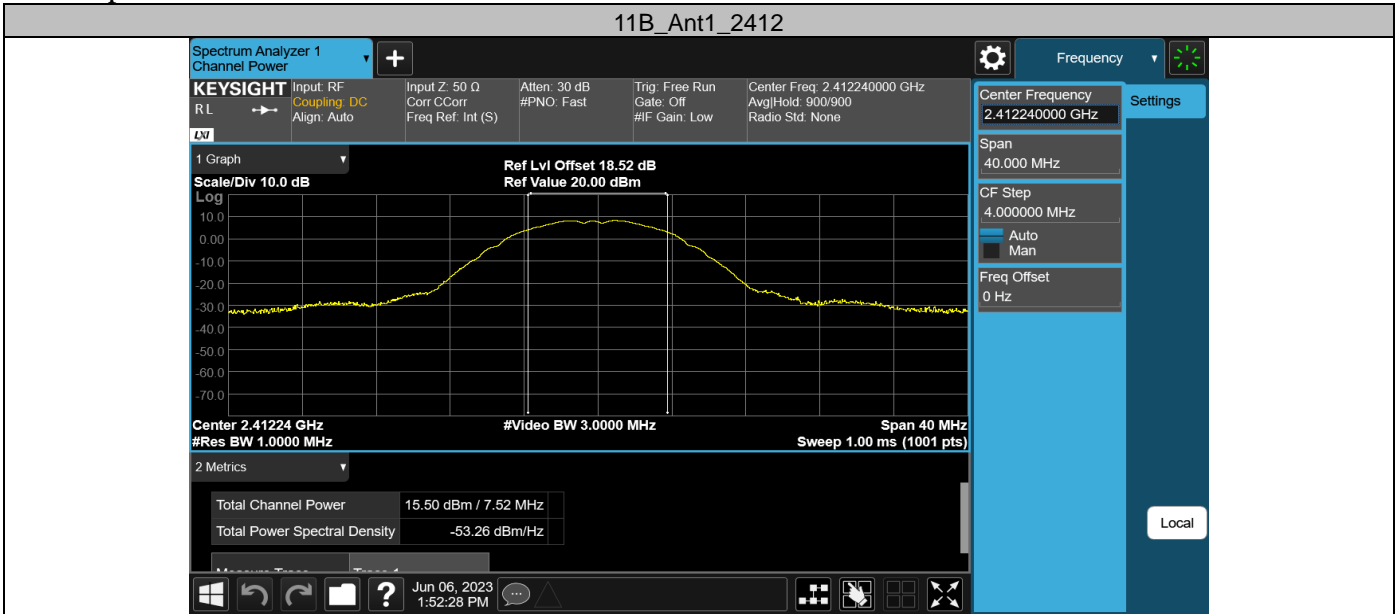 11B_Ant1_2412
Spectrum Analyzer 1
Channel Power
Frequency
KEYSIGHT
RL
LXI
Input: RF
Coupling: DC
Align: Auto
Input Z: 50 Ω
Corr CCorr
Freq Ref: Int (S)
Atten: 30 dB
#PNO: Fast
Trig: Free Run
Gate: Off
#IF Gain: Low
Center Freq: 2.412240000 GHz
Avg|Hold: 900/900
Radio Std: None
Center Frequency
2.412240000 GHz
Settings
Span
40.000 MHz
CF Step
4.000000 MHz
Auto
Man
Freq Offset
0 Hz
Local
1 Graph
Scale/Div 10.0 dB
Ref Lvl Offset 18.52 dB
Ref Value 20.00 dBm
Log
10.0
0.00
-10.0
-20.0
-30.0
-40.0
-50.0
-60.0
-70.0
Center 2.41224 GHz
#Video BW 3.0000 MHz
Span 40 MHz
#Res BW 1.0000 MHz
Sweep 1.00 ms (1001 pts)
2 Metrics
Total Channel Power 15.50 dBm / 7.52 MHz
Total Power Spectral Density -53.26 dBm/Hz
Measure Trace Trace 1
?
Jun 06, 2023
1:52:28 PM